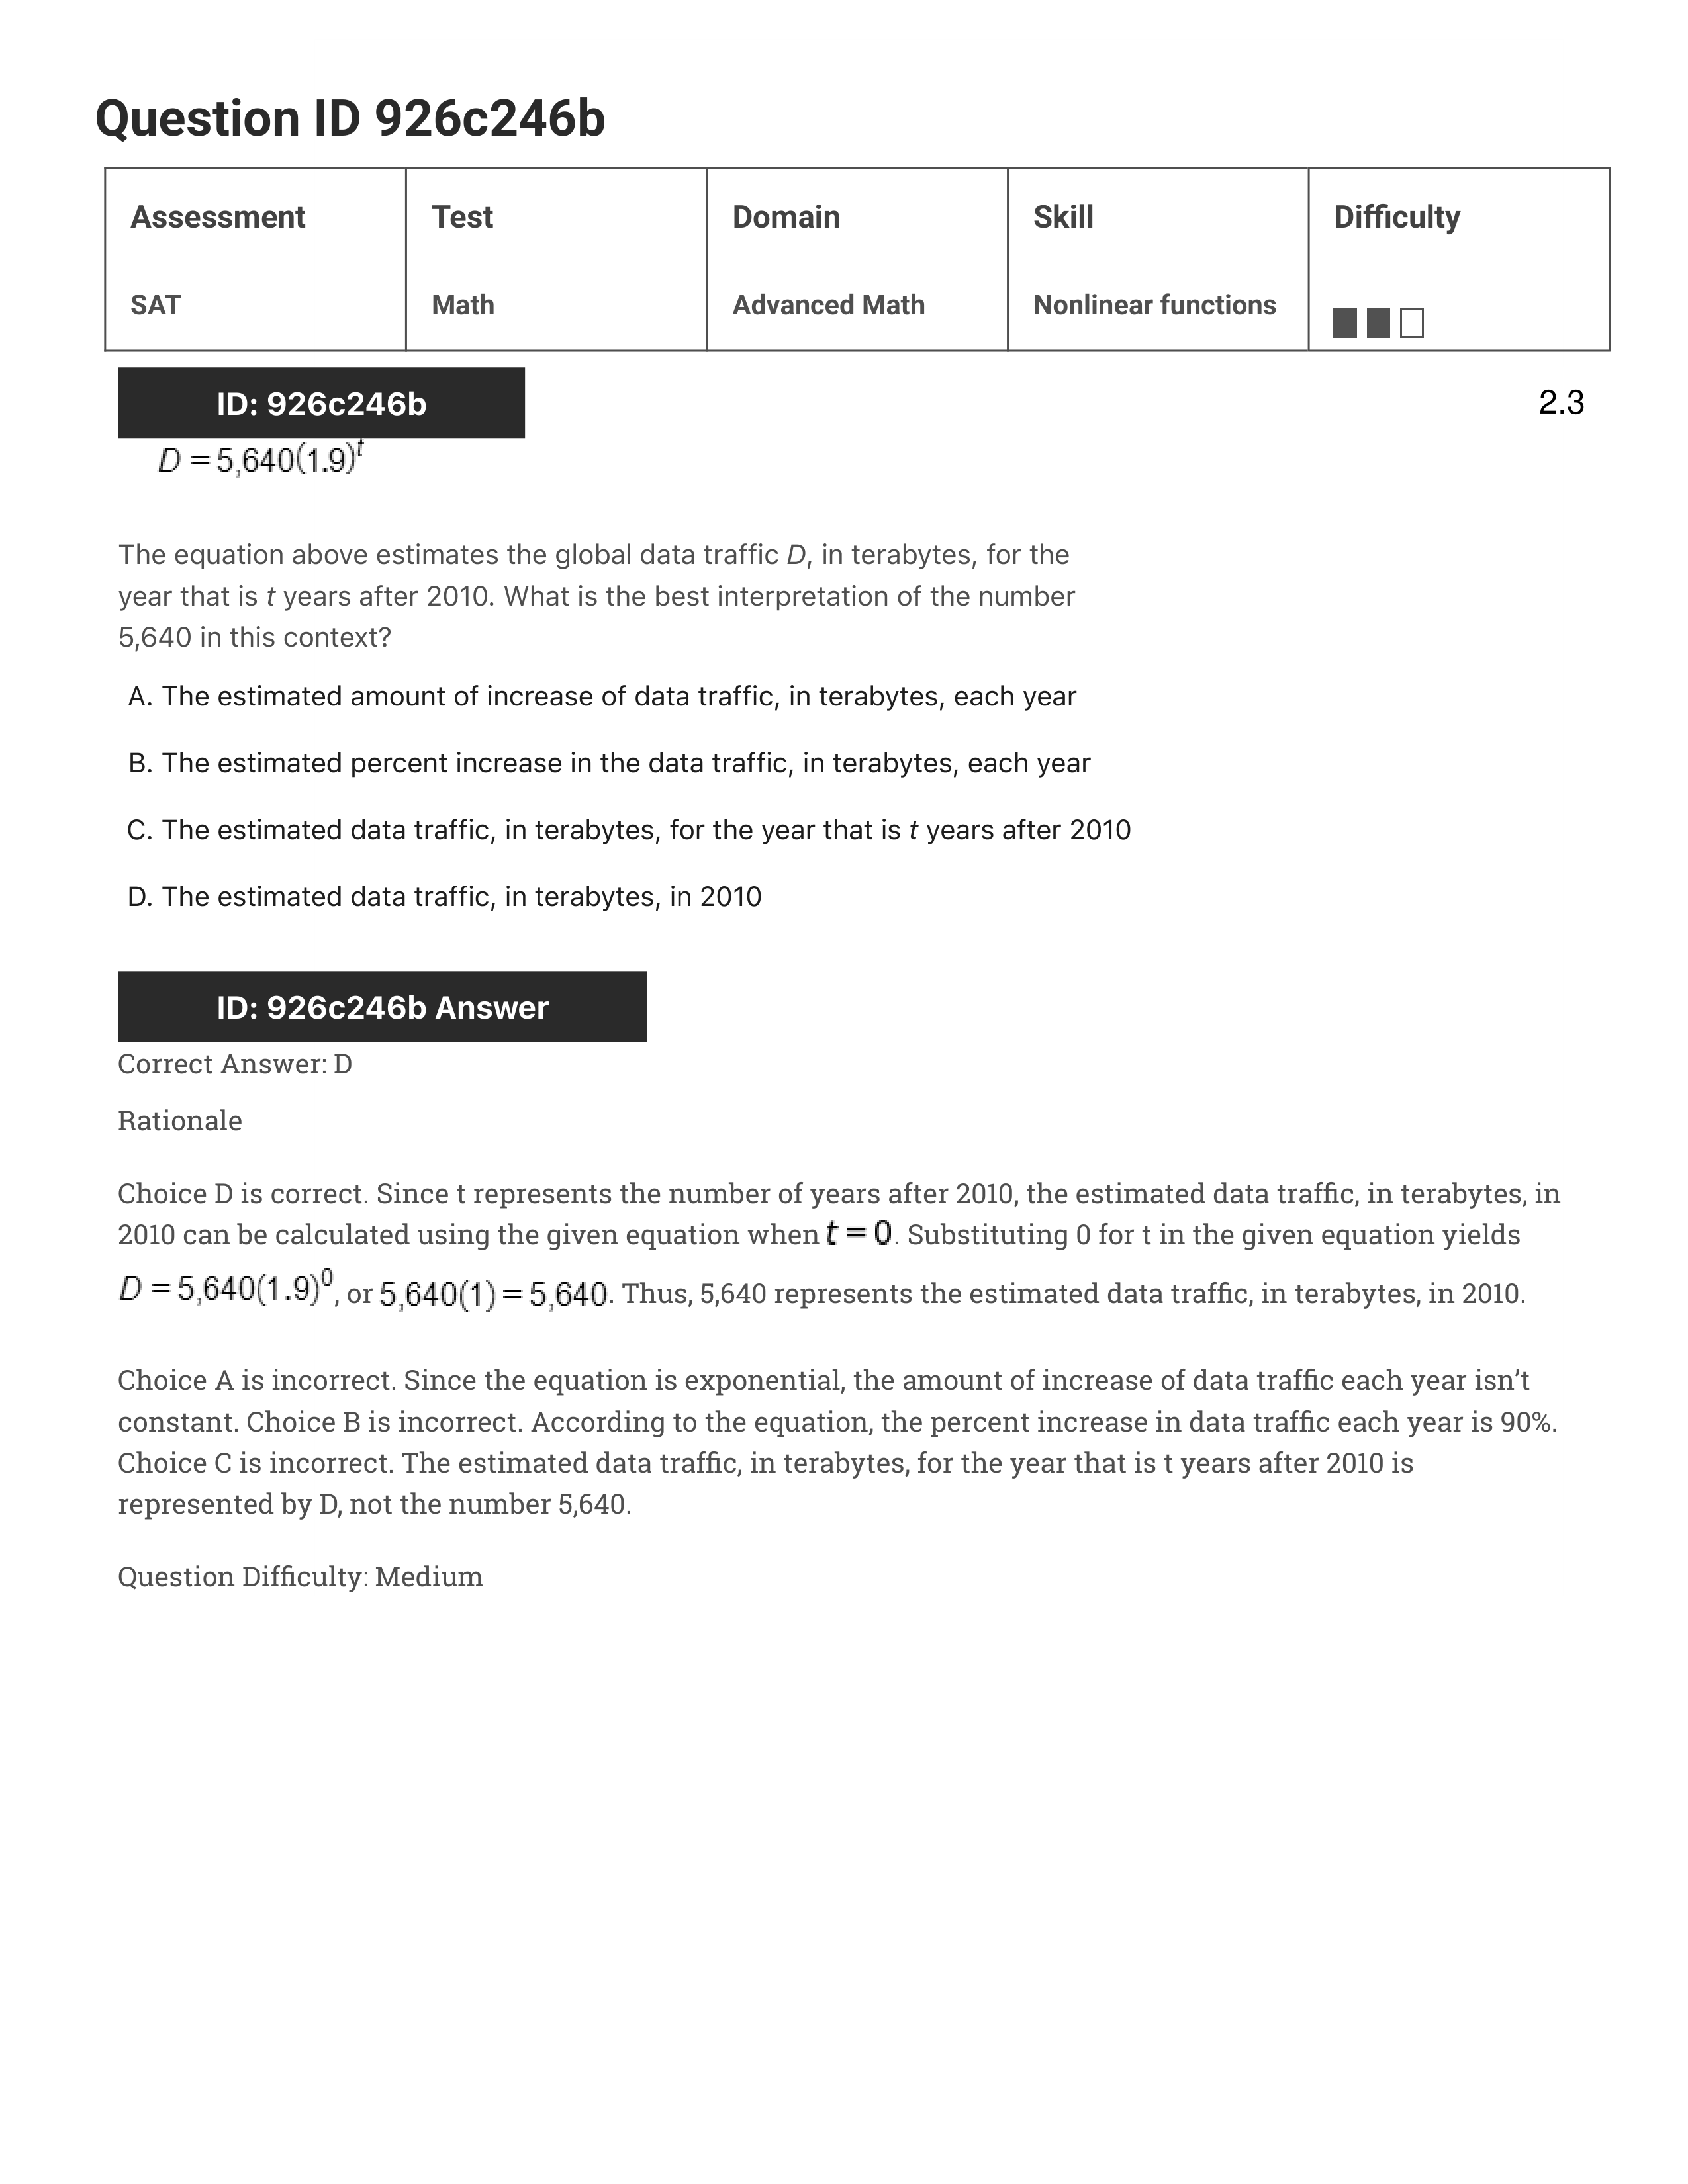 Question ID 926c246b
Assessment Test Domain Skill Difficulty
SAT Math Advanced Math Nonlinear functions
ID: 926c246b 2.3
D = 5,640(1.9)^t
The equation above estimates the global data traffic D, in terabytes, for the
year that is t years after 2010. What is the best interpretation of the number
5,640 in this context?
A. The estimated amount of increase of data traffic, in terabytes, each year
B. The estimated percent increase in the data traffic, in terabytes, each year
C. The estimated data traffic, in terabytes, for the year that is t years after 2010
D. The estimated data traffic, in terabytes, in 2010
ID: 926c246b Answer
Correct Answer: D
Rationale
Choice D is correct. Since t represents the number of years after 2010, the estimated data traffic, in terabytes, in
2010 can be calculated using the given equation when t = 0. Substituting 0 for t in the given equation yields
D = 5,640(1.9)^0, or 5,640(1) = 5,640. Thus, 5,640 represents the estimated data traffic, in terabytes, in 2010.
Choice A is incorrect. Since the equation is exponential, the amount of increase of data traffic each year isn’t
constant. Choice B is incorrect. According to the equation, the percent increase in data traffic each year is 90%.
Choice C is incorrect. The estimated data traffic, in terabytes, for the year that is t years after 2010 is
represented by D, not the number 5,640.
Question Difficulty: Medium